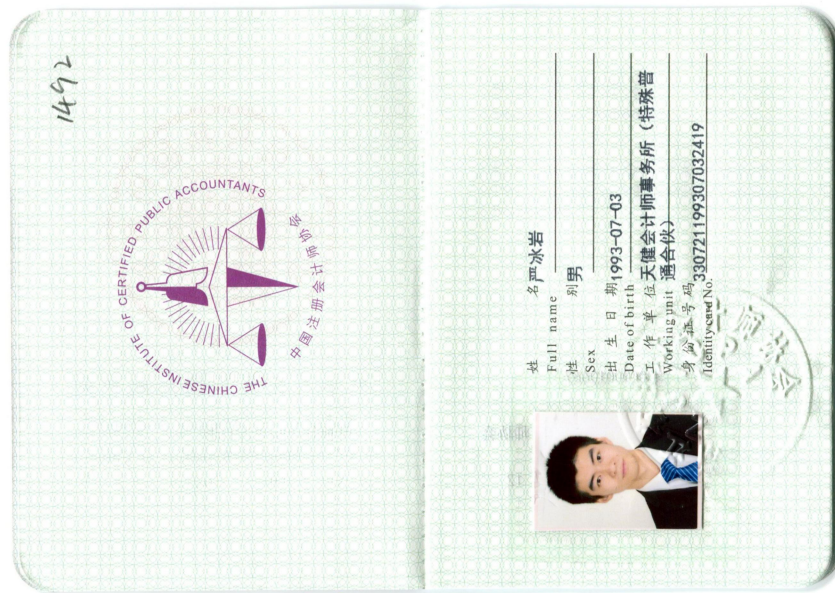 1492
THE CHINESE INSTITUTE OF CERTIFIED PUBLIC ACCOUNTANTS
中国注册会计师协会
姓 名 严冰岩
Full name
性 别 男
Sex
出 生 日 期 1993-07-03
Date of birth
工 作 单 位 天健会计师事务所（特殊普
Working unit 通合伙）
身 份 证 号 码 330721199307032419
Identity card No.